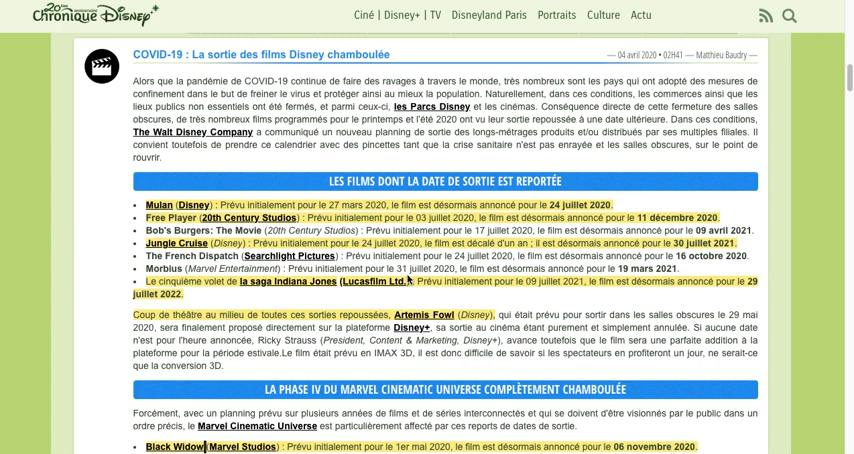 20ème anniversaire
Chronique Disney
Ciné | Disney+ | TV Disneyland Paris Portraits Culture Actu
COVID-19 : La sortie des films Disney chamboulée
— 04 avril 2020 • 02H41 — Matthieu Baudry —
Alors que la pandémie de COVID-19 continue de faire des ravages à travers le monde, très nombreux sont les pays qui ont adopté des mesures de
confinement dans le but de freiner le virus et protéger ainsi au mieux la population. Naturellement, dans ces conditions, les commerces ainsi que les
lieux publics non essentiels ont été fermés, et parmi ceux-ci, les Parcs Disney et les cinémas. Conséquence directe de cette fermeture des salles
obscures, de très nombreux films programmés pour le printemps et l'été 2020 ont vu leur sortie repoussée à une date ultérieure. Dans ces conditions,
The Walt Disney Company a communiqué un nouveau planning de sortie des longs-métrages produits et/ou distribués par ses multiples filiales. Il
convient toutefois de prendre ce calendrier avec des pincettes tant que la crise sanitaire n'est pas enrayée et les salles obscures, sur le point de
rouvrir.
LES FILMS DONT LA DATE DE SORTIE EST REPORTÉE
• Mulan (Disney) : Prévu initialement pour le 27 mars 2020, le film est désormais annoncé pour le 24 juillet 2020.
• Free Player (20th Century Studios) : Prévu initialement pour le 03 juillet 2020, le film est désormais annoncé pour le 11 décembre 2020.
• Bob's Burgers: The Movie (20th Century Studios) : Prévu initialement pour le 17 juillet 2020, le film est désormais annoncé pour le 09 avril 2021.
• Jungle Cruise (Disney) : Prévu initialement pour le 24 juillet 2020, le film est décalé d'un an ; il est désormais annoncé pour le 30 juillet 2021.
• The French Dispatch (Searchlight Pictures) : Prévu initialement pour le 24 juillet 2020, le film est désormais annoncé pour le 16 octobre 2020.
• Morbius (Marvel Entertainment) : Prévu initialement pour le 31 juillet 2020, le film est désormais annoncé pour le 19 mars 2021.
• Le cinquième volet de la saga Indiana Jones (Lucasfilm Ltd.) : Prévu initialement pour le 09 juillet 2021, le film est désormais annoncé pour le 29
juillet 2022.
Coup de théâtre au milieu de toutes ces sorties repoussées, Artemis Fowl (Disney), qui était prévu pour sortir dans les salles obscures le 29 mai
2020, sera finalement proposé directement sur la plateforme Disney+, sa sortie au cinéma étant purement et simplement annulée. Si aucune date
n'est pour l'heure annoncée, Ricky Strauss (President, Content & Marketing, Disney+), avance toutefois que le film sera une parfaite addition à la
plateforme pour la période estivale.Le film était prévu en IMAX 3D, il est donc difficile de savoir si les spectateurs en profiteront un jour, ne serait-ce
que la conversion 3D.
LA PHASE IV DU MARVEL CINEMATIC UNIVERSE COMPLÈTEMENT CHAMBOULÉE
Forcément, avec un planning prévu sur plusieurs années de films et de séries interconnectés et qui se doivent d'être visionnés par le public dans un
ordre précis, le Marvel Cinematic Universe est particulièrement affecté par ces reports de dates de sortie.
• Black Widow (Marvel Studios) : Prévu initialement pour le 1er mai 2020, le film est désormais annoncé pour le 06 novembre 2020.